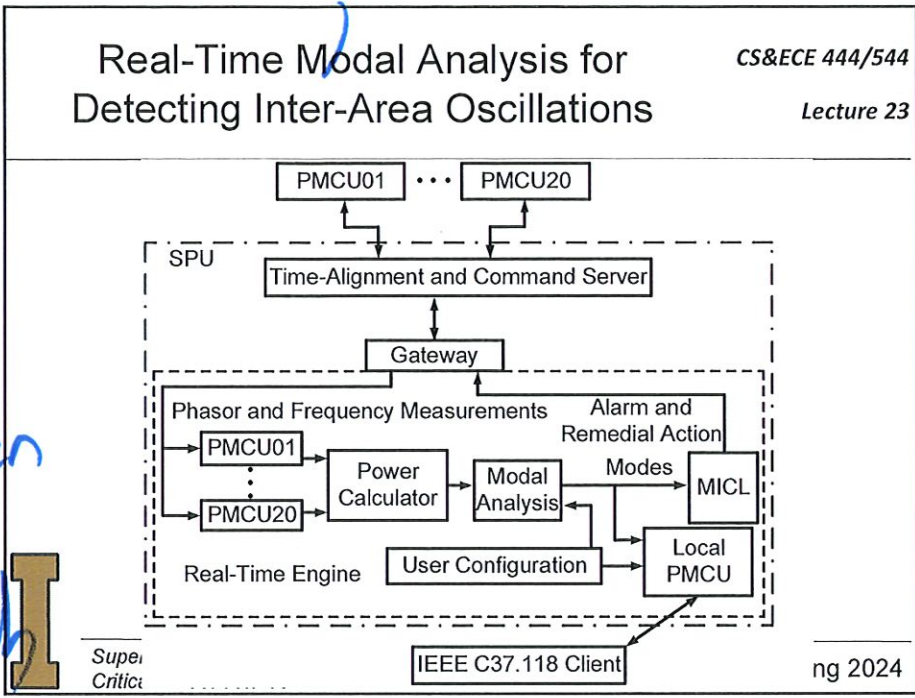 Real-Time Modal Analysis for
Detecting Inter-Area Oscillations
CS&ECE 444/544
Lecture 23
PMCU01 • • • PMCU20
SPU
Time-Alignment and Command Server
Gateway
Phasor and Frequency Measurements
Alarm and
Remedial Action
PMCU01
PMCU20
Power
Calculator
Modal
Analysis
Modes
MICL
Local
PMCU
User Configuration
Real-Time Engine
IEEE C37.118 Client
I
ng 2024